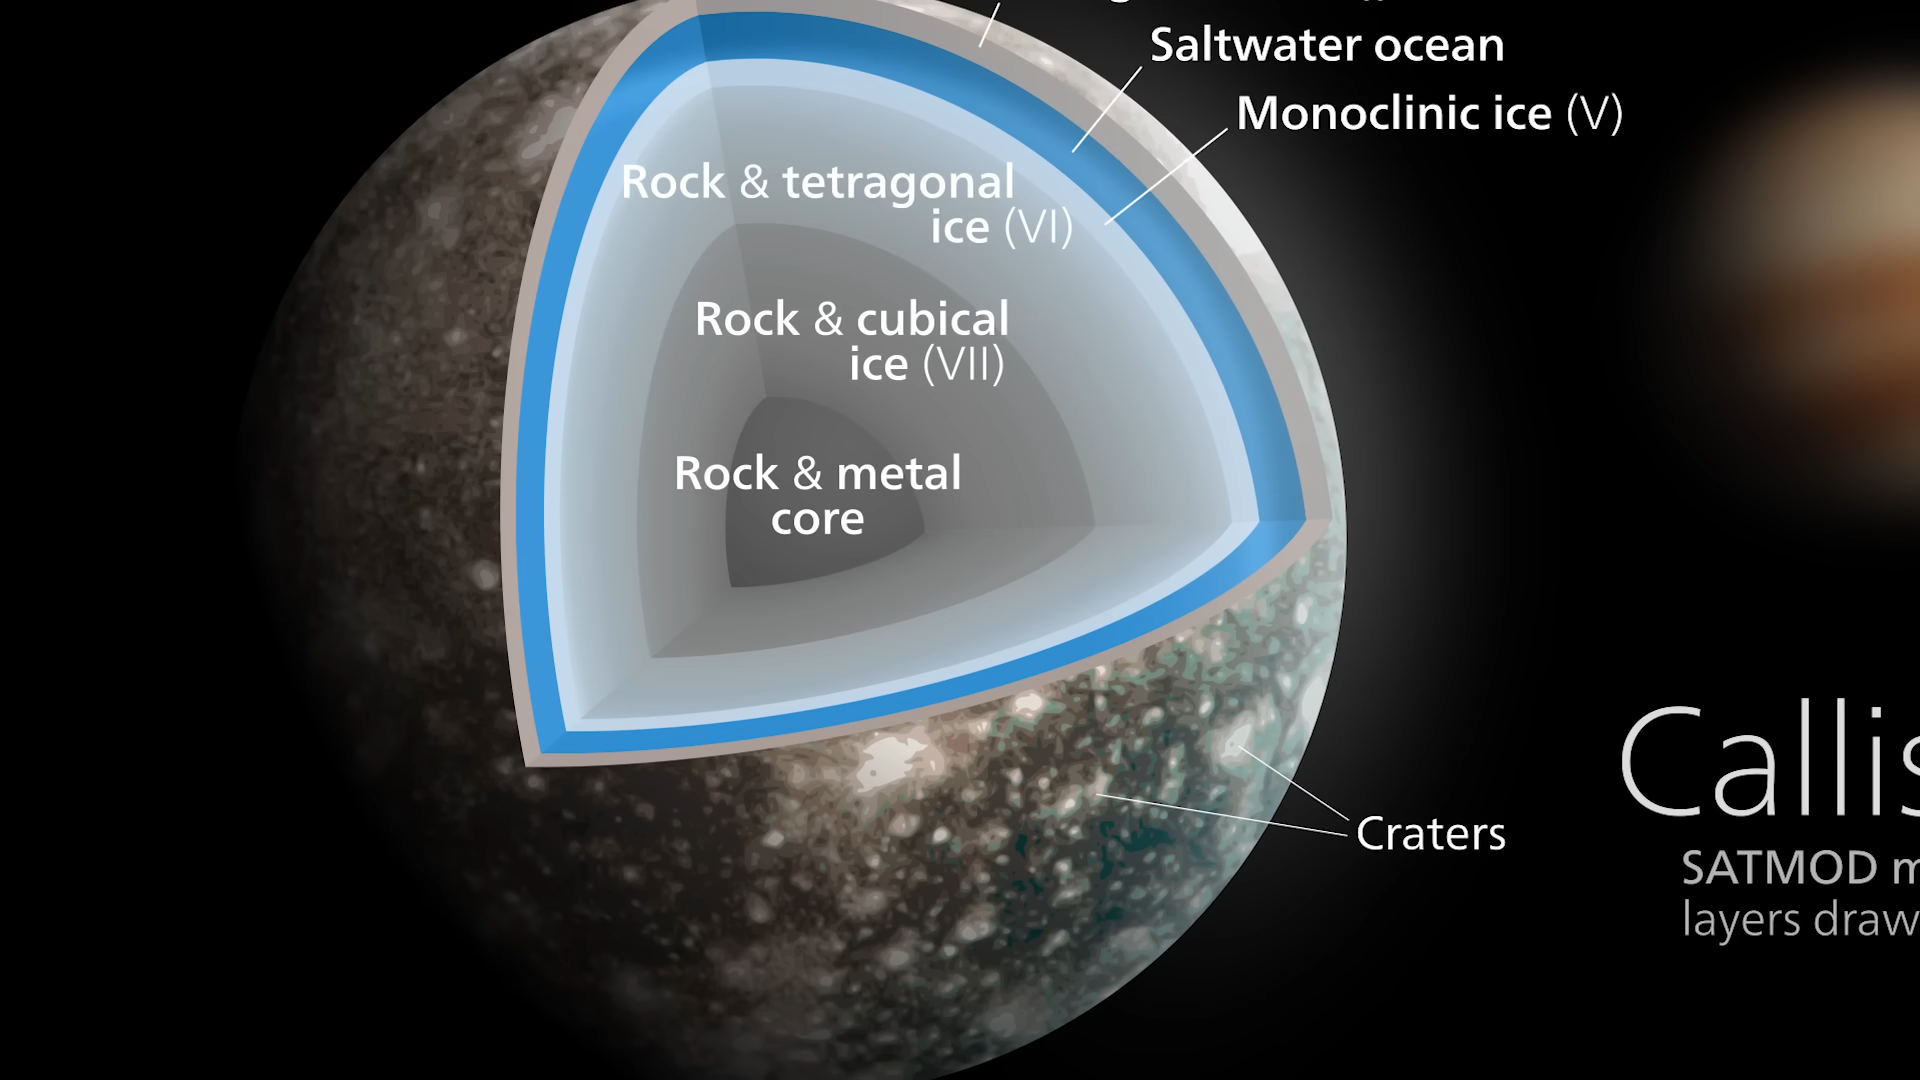 Saltwater ocean
Monoclinic ice (V)
Rock & tetragonal
ice (VI)
Rock & cubical
ice (VII)
Rock & metal
core
Craters
Callis
SATMOD m
layers draw